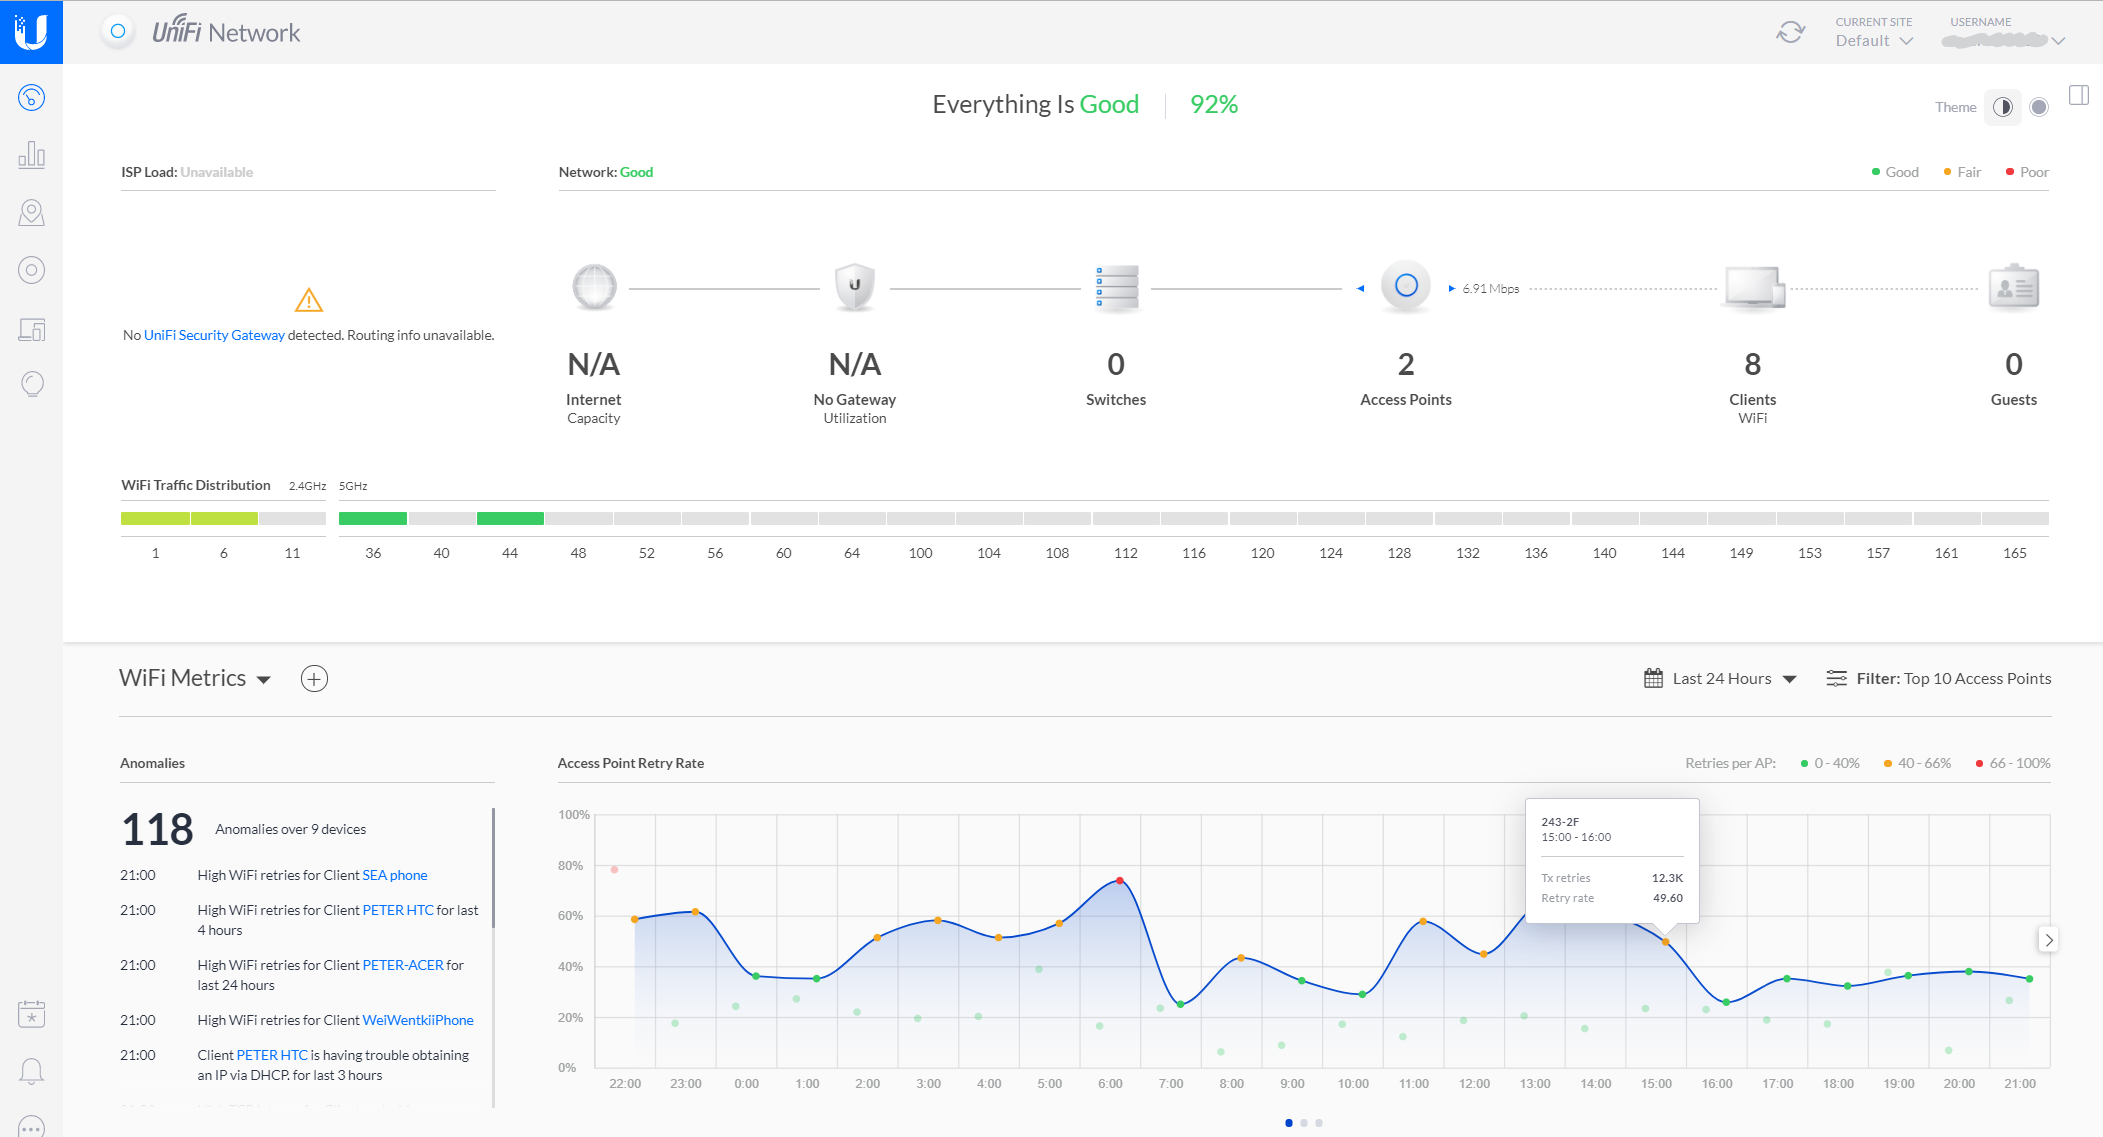 UniFi Network
CURRENT SITE
Default
USERNAME
Everything Is Good
92%
Theme
ISP Load: Unavailable
Network: Good
Good
Fair
Poor
No UniFi Security Gateway detected. Routing info unavailable.
U
6.91 Mbps
N/A
Internet
Capacity
N/A
No Gateway
Utilization
0
Switches
2
Access Points
8
Clients
WiFi
0
Guests
WiFi Traffic Distribution
2.4GHz
5GHz
1 6 11 36 40 44 48 52 56 60 64 100 104 108 112 116 120 124 128 132 136 140 144 149 153 157 161 165
WiFi Metrics
Last 24 Hours
Filter: Top 10 Access Points
Anomalies
118
Anomalies over 9 devices
21:00 High WiFi retries for Client SEA phone
21:00 High WiFi retries for Client PETER HTC for last
4 hours
21:00 High WiFi retries for Client PETER-ACER for
last 24 hours
21:00 High WiFi retries for Client WeiWentkiiPhone
21:00 Client PETER HTC is having trouble obtaining
an IP via DHCP. for last 3 hours
Access Point Retry Rate
Retries per AP:
0 - 40%
40 - 66%
66 - 100%
100%
80%
60%
40%
20%
0%
243-2F
15:00 - 16:00
Tx retries 12.3K
Retry rate 49.60
22:00 23:00 0:00 1:00 2:00 3:00 4:00 5:00 6:00 7:00 8:00 9:00 10:00 11:00 12:00 13:00 14:00 15:00 16:00 17:00 18:00 19:00 20:00 21:00